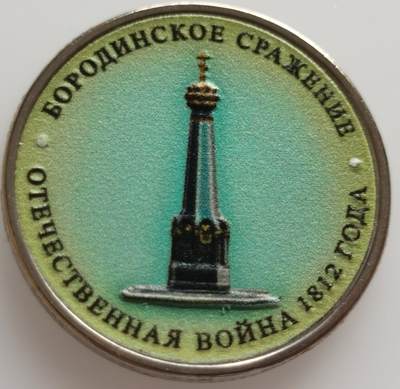 БОРОДИНСКОЕ СРАЖЕНИЕ
ОТЕЧЕСТВЕННАЯ ВОЙНА 1812 ГОДА